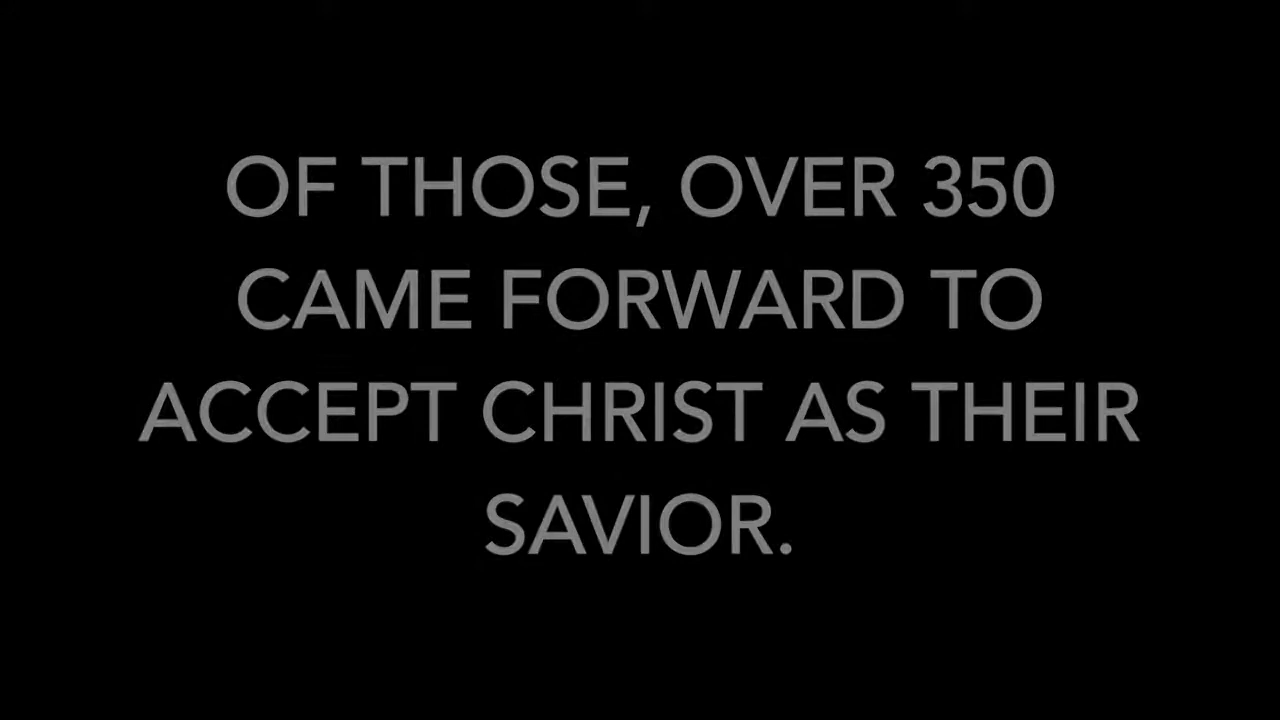 OF THOSE, OVER 350
CAME FORWARD TO
ACCEPT CHRIST AS THEIR
SAVIOR.